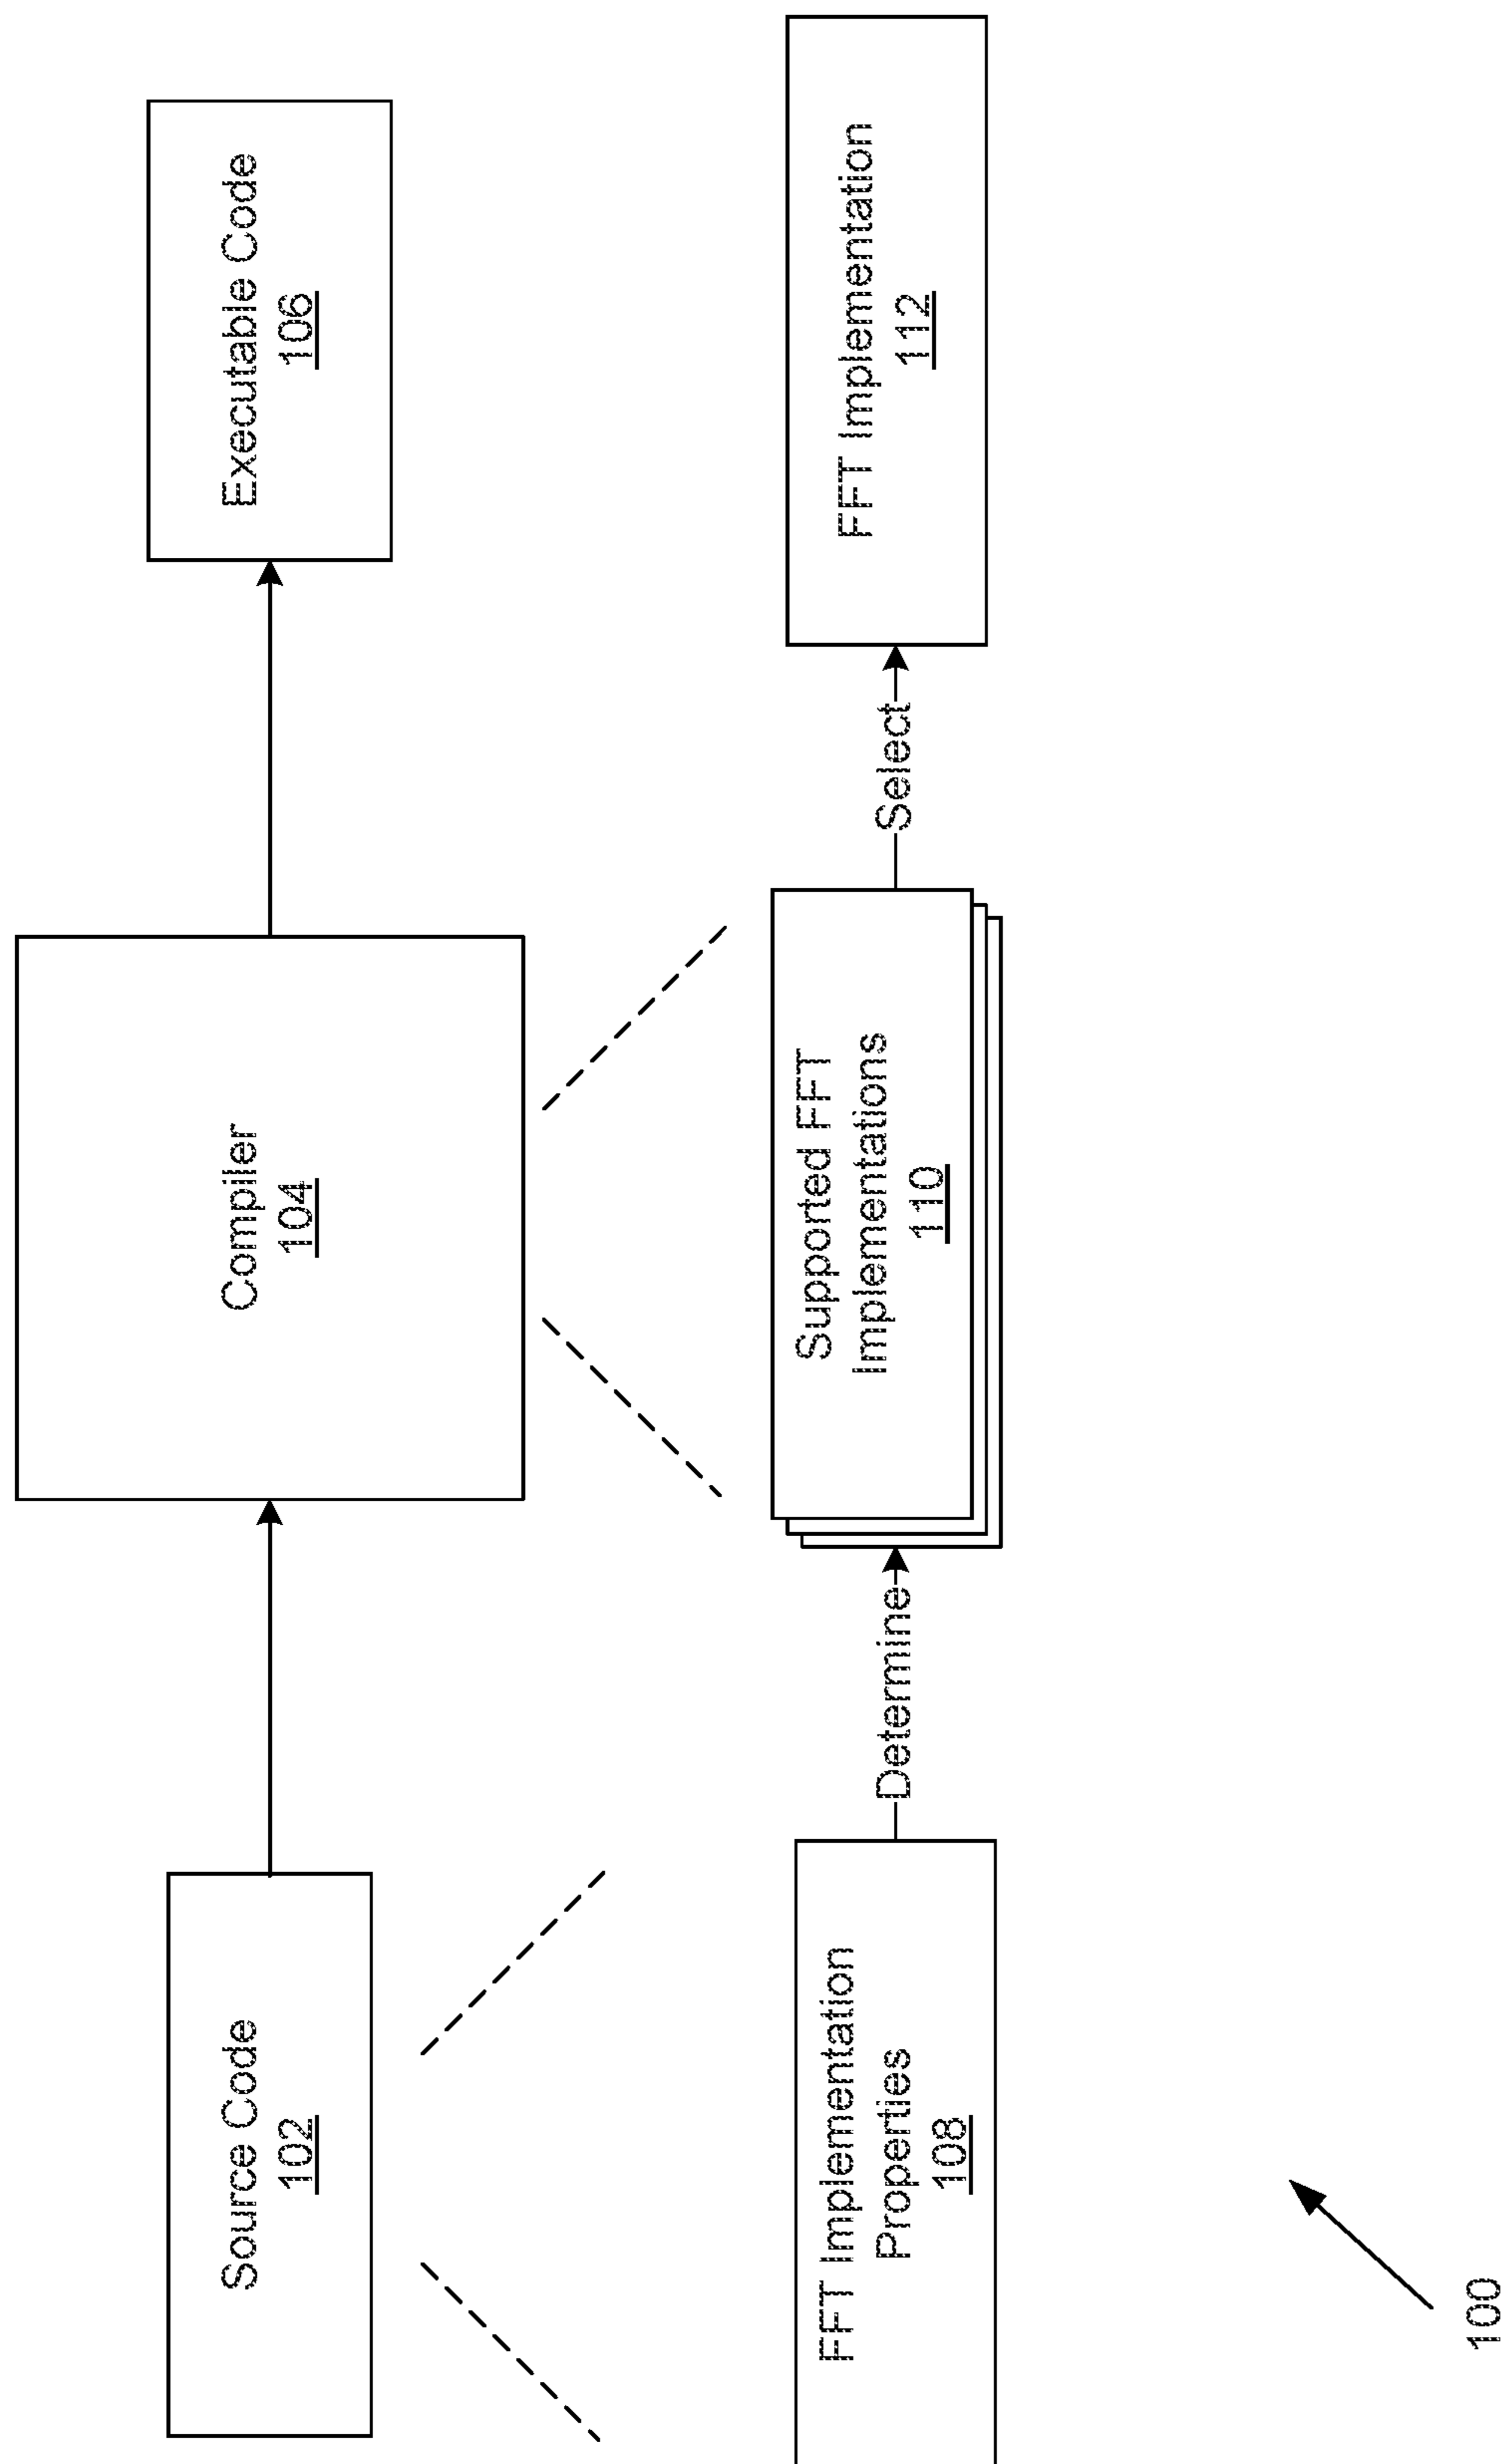 Source Code
102
Compiler
104
Executable Code
106
FFT Implementation
Properties
108
Determine
Supported FFT
Implementations
110
Select
FFT Implementation
112
100